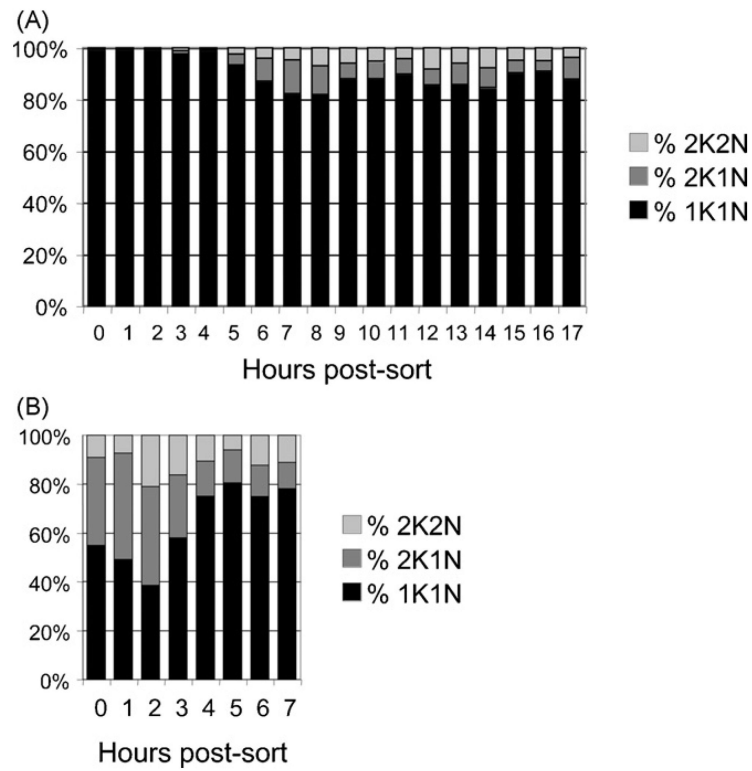 (A)
100%
80%
60%
40%
20%
0%
0 1 2 3 4 5 6 7 8 9 10 11 12 13 14 15 16 17
Hours post-sort
% 2K2N
% 2K1N
% 1K1N
(B)
100%
80%
60%
40%
20%
0%
0 1 2 3 4 5 6 7
Hours post-sort
% 2K2N
% 2K1N
% 1K1N